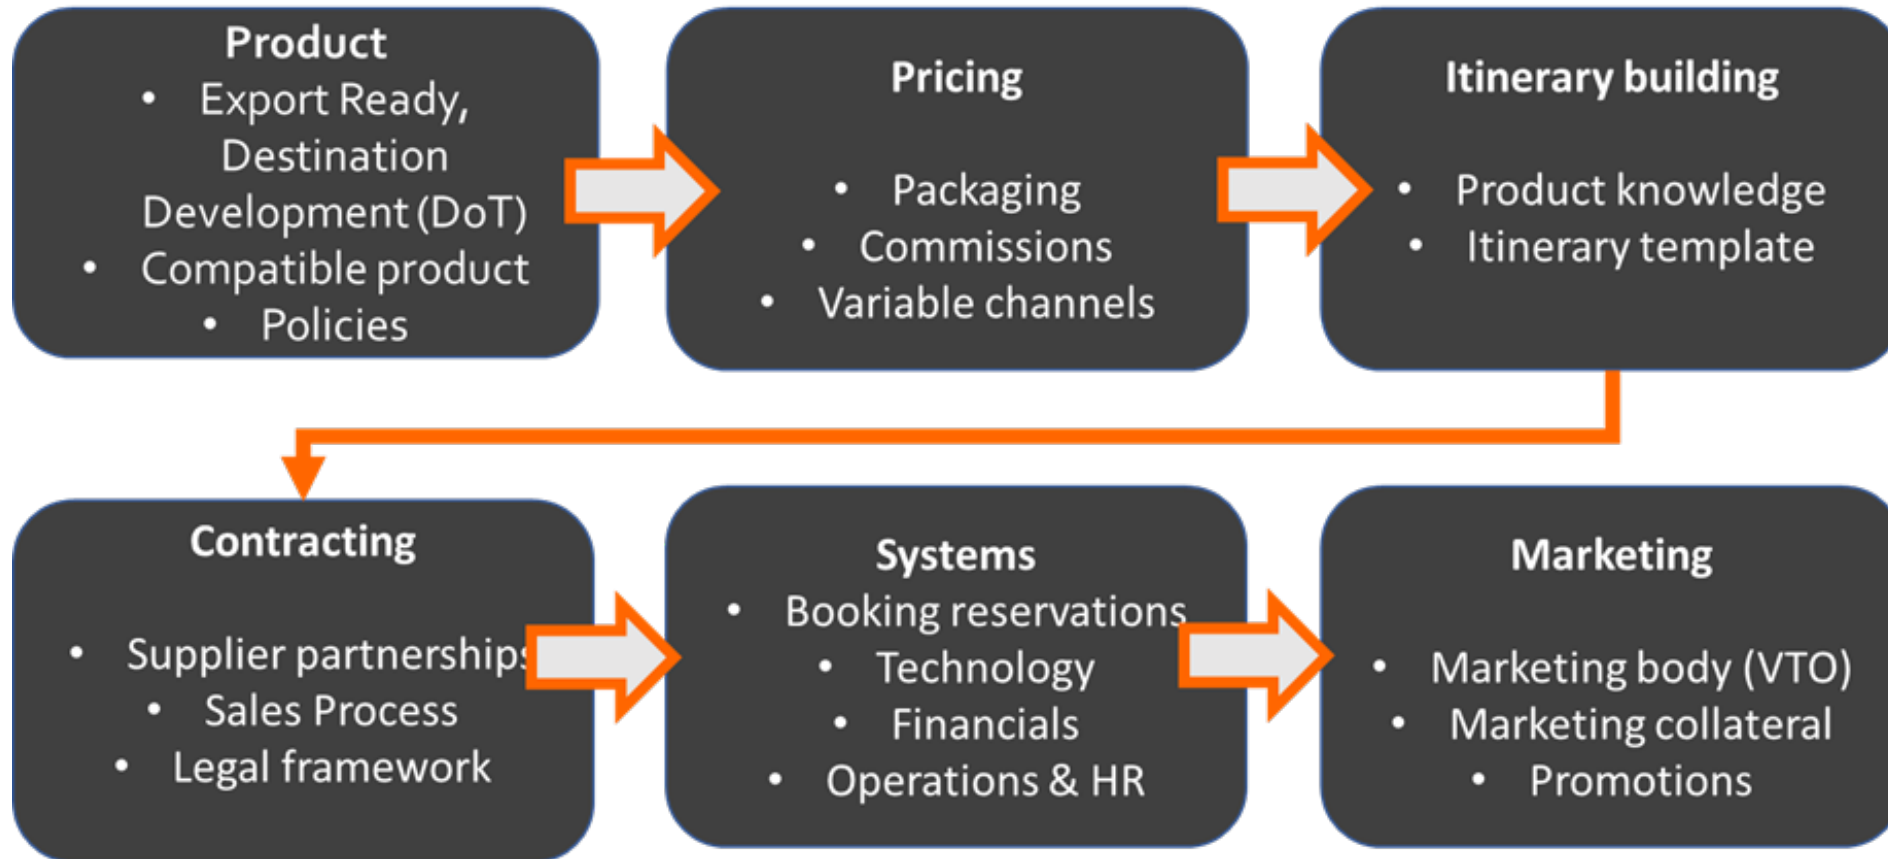 Product
• Export Ready,
Destination
Development (DoT)
• Compatible product
• Policies
Pricing
• Packaging
• Commissions
• Variable channels
Itinerary building
• Product knowledge
• Itinerary template
Contracting
• Supplier partnerships
• Sales Process
• Legal framework
Systems
• Booking reservations
• Technology
• Financials
• Operations & HR
Marketing
• Marketing body (VTO)
• Marketing collateral
• Promotions